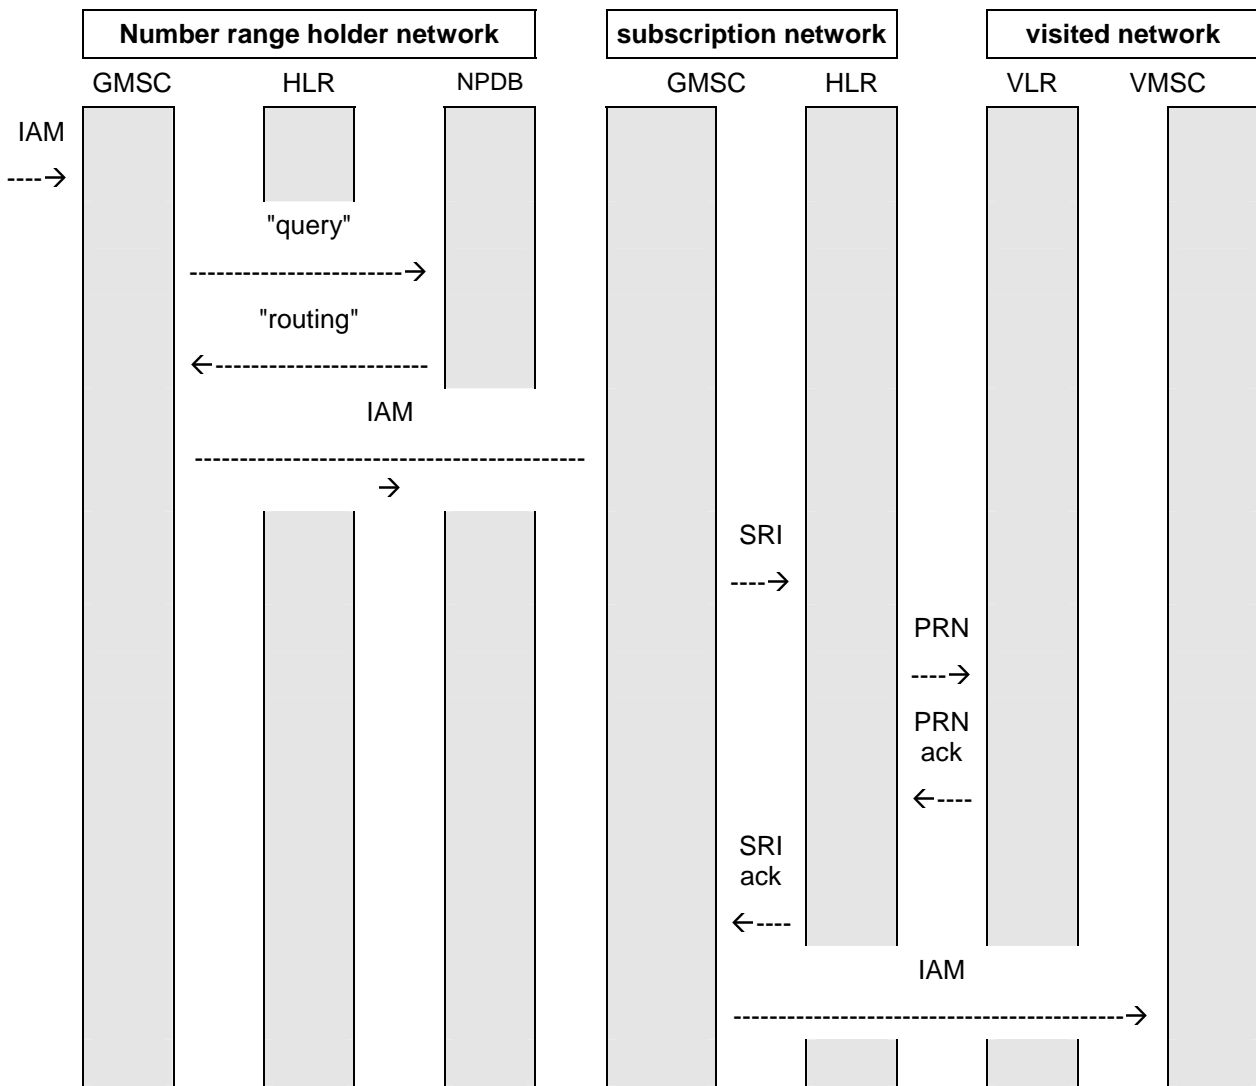 Number range holder network
subscription network
visited network
GMSC
HLR
NPDB
GMSC
HLR
VLR
VMSC
IAM
---->
"query"
------------------------>
"routing"
<------------------------
IAM
--------------------------------------------
->
SRI
---->
PRN
---->
PRN
ack
<----
SRI
ack
<----
IAM
-------------------------------------------->